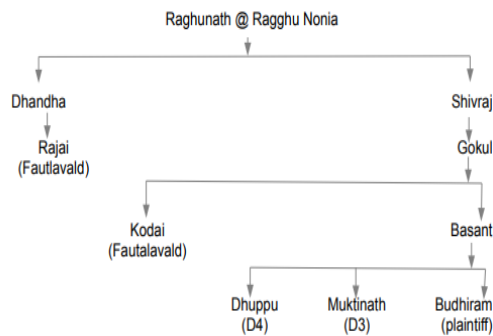 Raghunath @ Ragghu Nonia
Dhandha
Shivraj
Rajai
(Fautlavald)
Gokul
Kodai
(Fautalavald)
Basant
Dhuppu
(D4)
Muktinath
(D3)
Budhiram
(plaintiff)